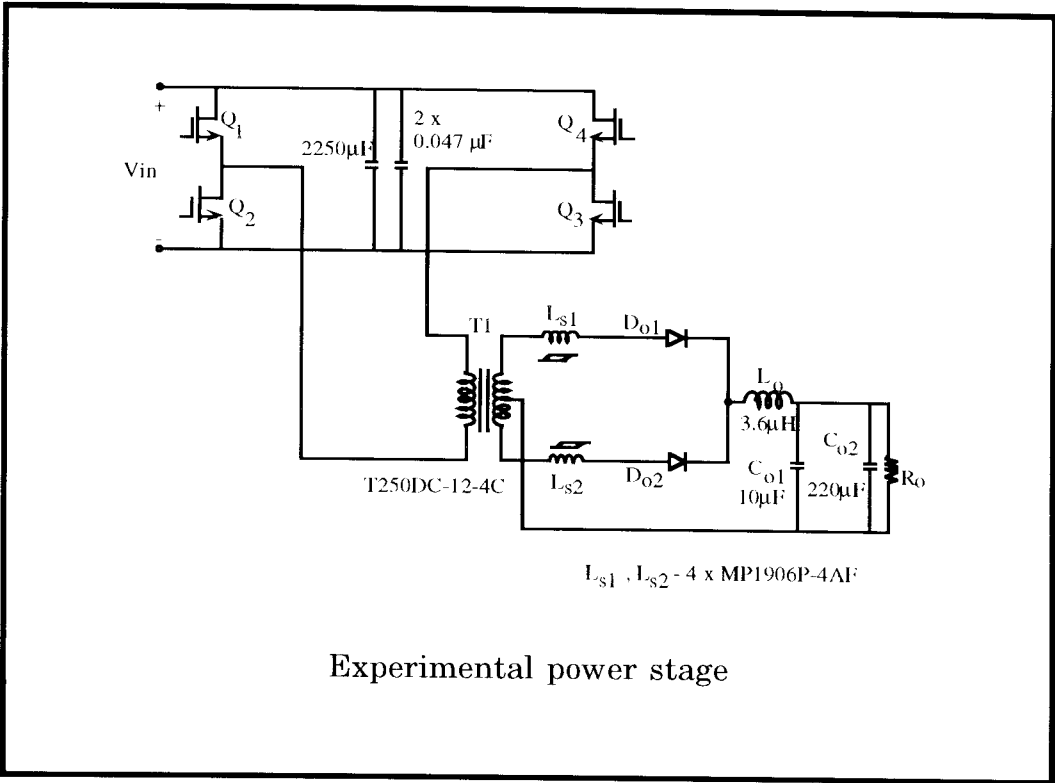 +
Q1
2250µF
2 x
0.047 µF
Q4
Vin
Q2
Q3
-
T1
Ls1
Do1
Lo
3.6µH
Co2
T250DC-12-4C
Ls2
Do2
Co1
10µF
220µF
Ro
Ls1 , Ls2 - 4 x MP1906P-4AF
Experimental power stage